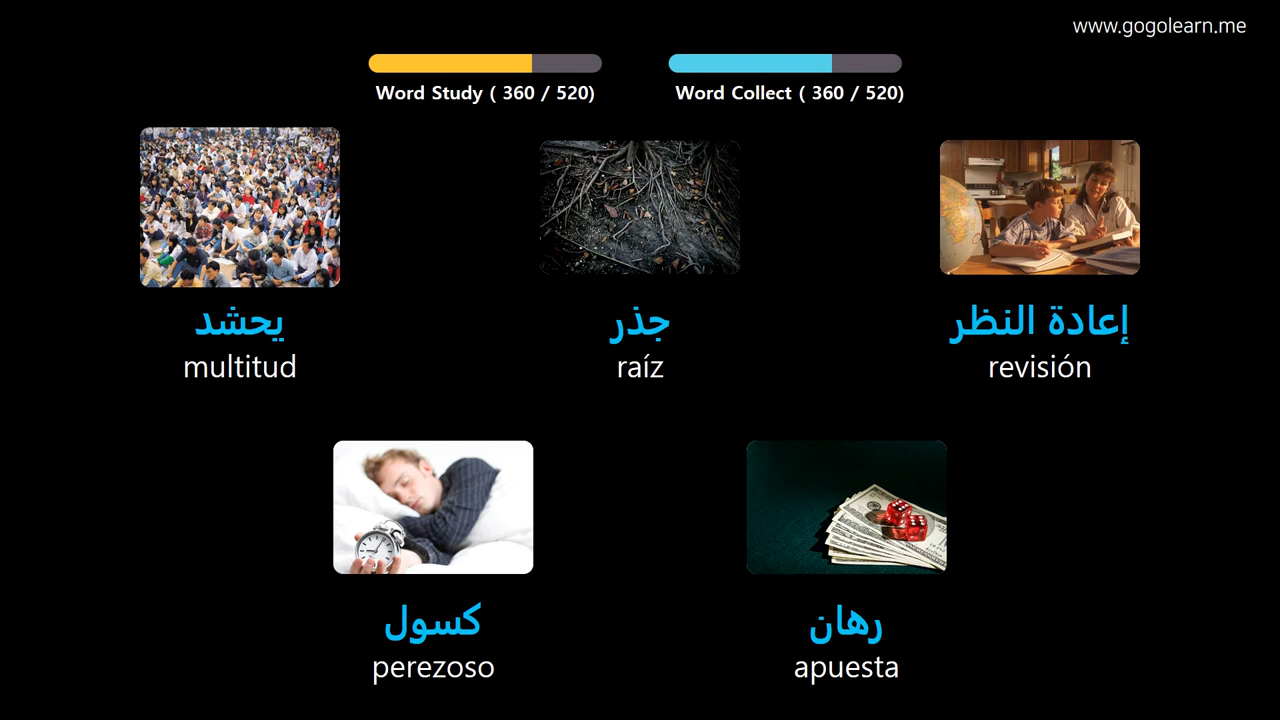 www.gogolearn.me
Word Study ( 360 / 520)
Word Collect ( 360 / 520)
يحشد
multitud
جذر
raíz
إعادة النظر
revisión
كسول
perezoso
رهان
apuesta